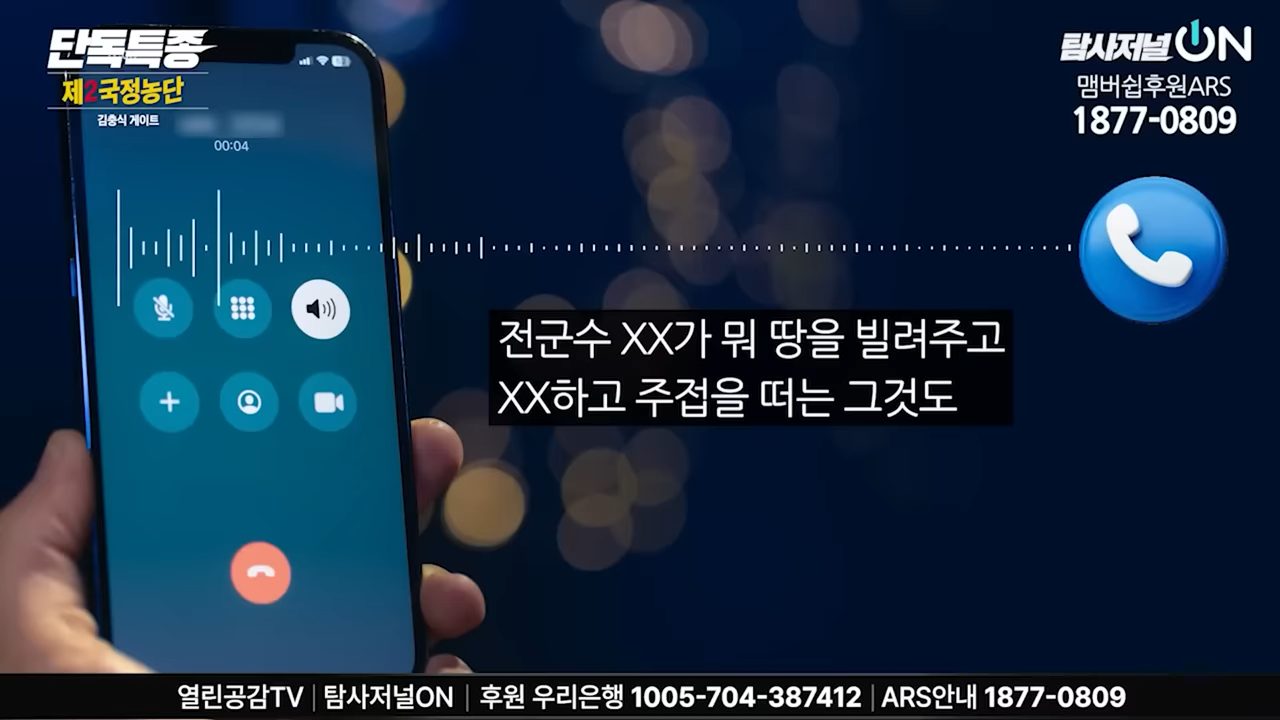 단독특종
제2국정농단
김충식 게이트
탐사저널ON
맴버쉽후원ARS
1877-0809
00:04
전군수 XX가 뭐 땅을 빌려주고
XX하고 주접을 떠는 그것도
열린공감TV | 탐사저널ON | 후원 우리은행 1005-704-387412 | ARS안내 1877-0809